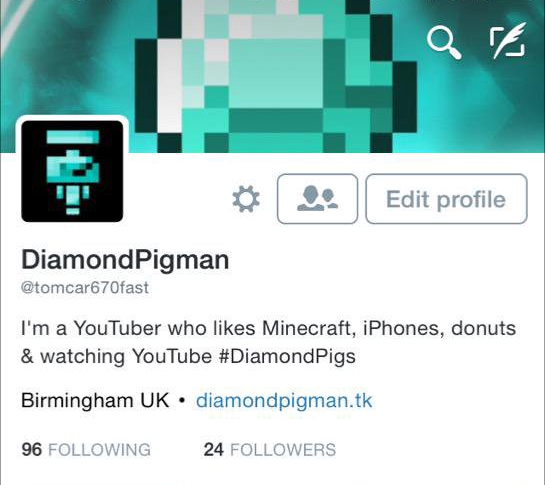 Edit profile
DiamondPigman
@tomcar670fast
I'm a YouTuber who likes Minecraft, iPhones, donuts
& watching YouTube #DiamondPigs
Birmingham UK • diamondpigman.tk
96 FOLLOWING 24 FOLLOWERS